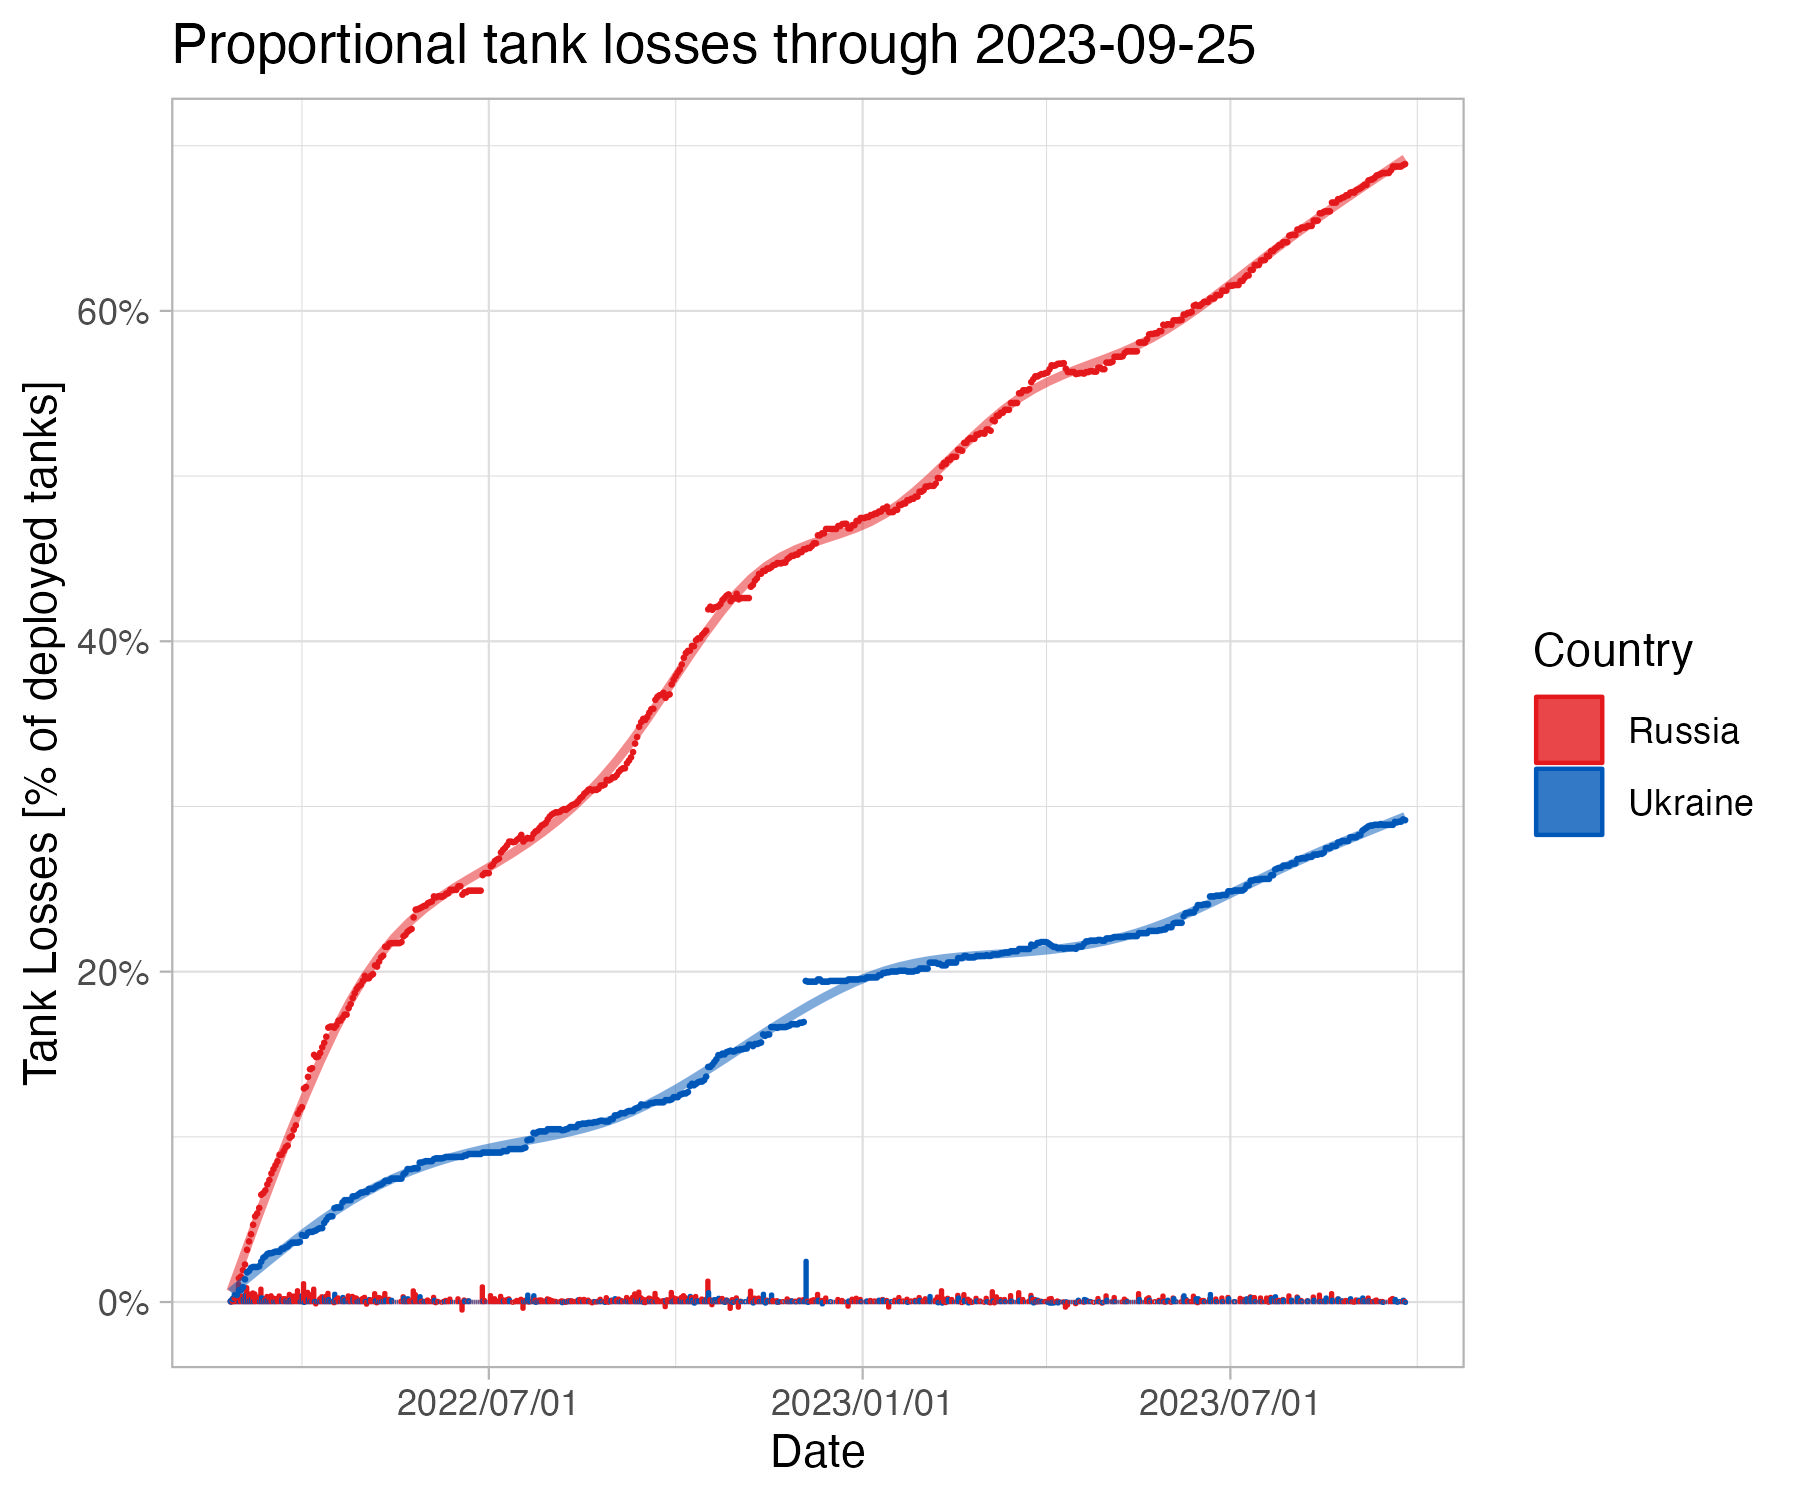 Proportional tank losses through 2023-09-25
Tank Losses [% of deployed tanks]
60%
40%
20%
0%
2022/07/01
2023/01/01
2023/07/01
Date
Country
Russia
Ukraine